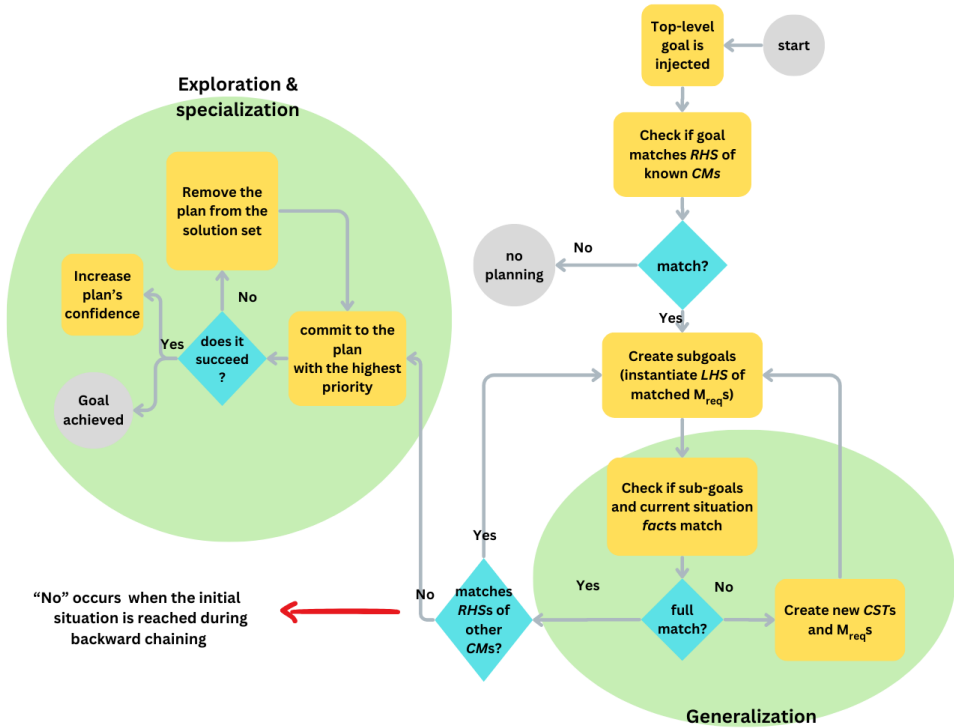 Top-level
goal is
injected
start
Check if goal
matches RHS of
known CMs
match?
No
no
planning
Yes
Create subgoals
(instantiate LHS of
matched Mreqs)
Check if sub-goals
and current situation
facts match
full
match?
No
Create new CSTs
and Mreqs
Generalization
Yes
matches
RHSs of
other
CMs?
Yes
No
“No” occurs when the initial
situation is reached during
backward chaining
Exploration &
specialization
commit to the
plan
with the highest
priority
does it
succeed
?
No
Remove the
plan from the
solution set
Yes
Increase
plan’s
confidence
Goal
achieved